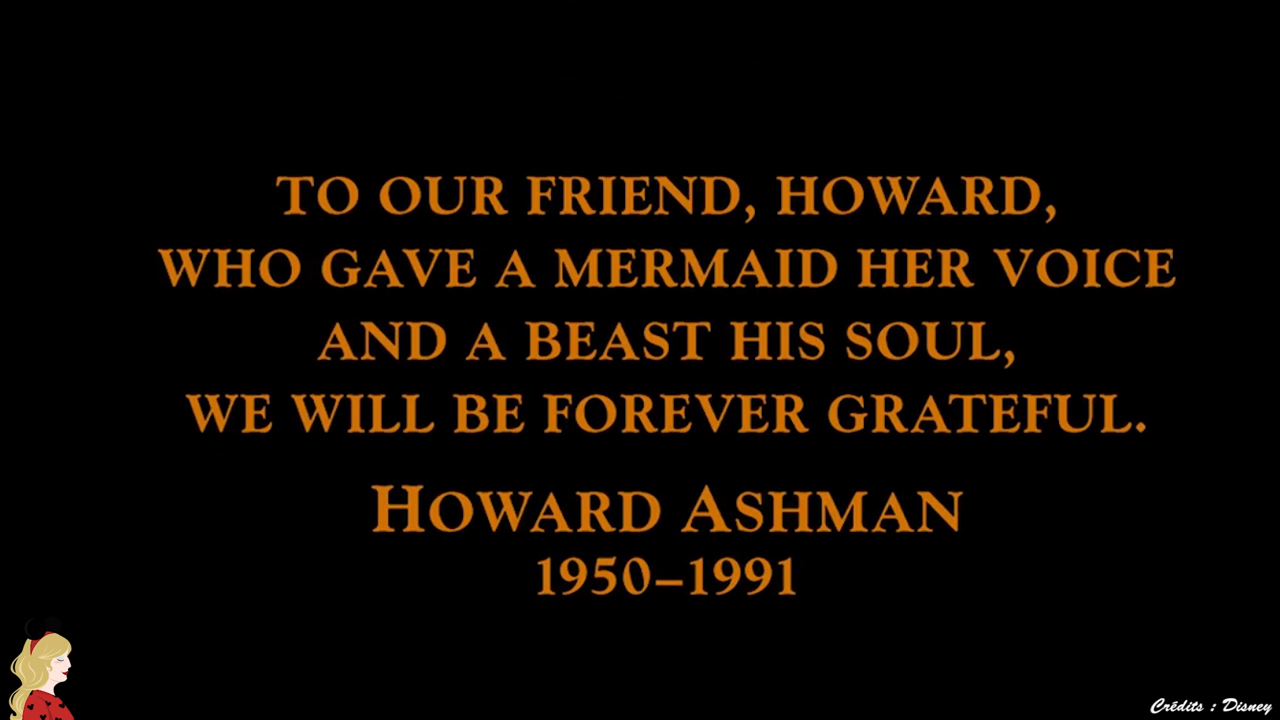 TO OUR FRIEND, HOWARD,
WHO GAVE A MERMAID HER VOICE
AND A BEAST HIS SOUL,
WE WILL BE FOREVER GRATEFUL.
HOWARD ASHMAN
1950–1991
Crédits : Disney